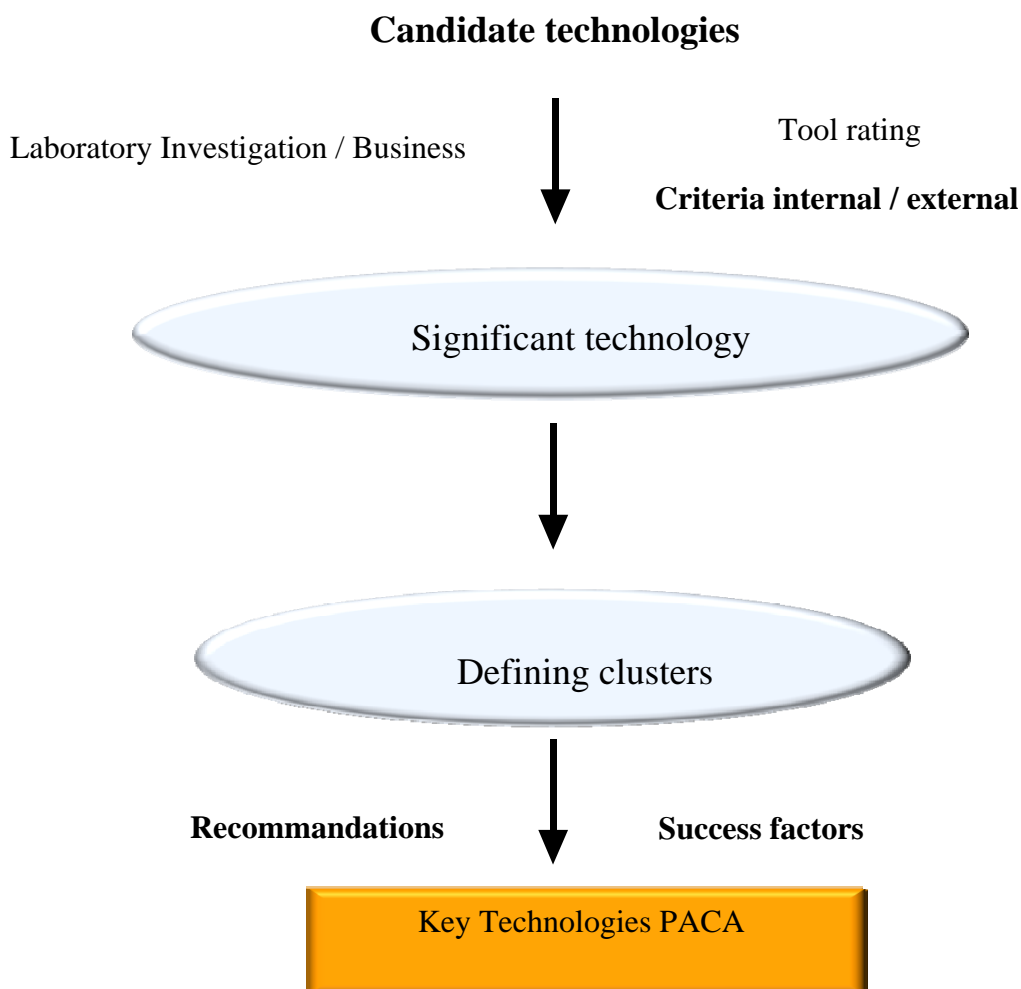 Candidate technologies
Laboratory Investigation / Business
Tool rating
Criteria internal / external
Significant technology
Defining clusters
Recommandations
Success factors
Key Technologies PACA